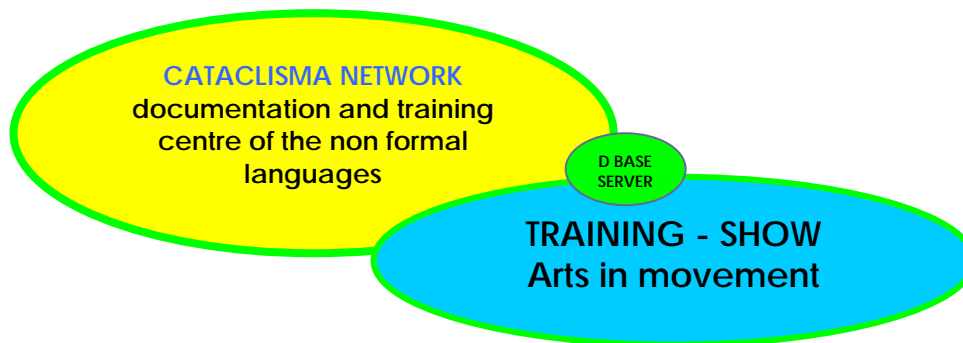 CATACLISMA NETWORK
documentation and training
centre of the non formal
languages
D BASE
SERVER
TRAINING - SHOW
Arts in movement